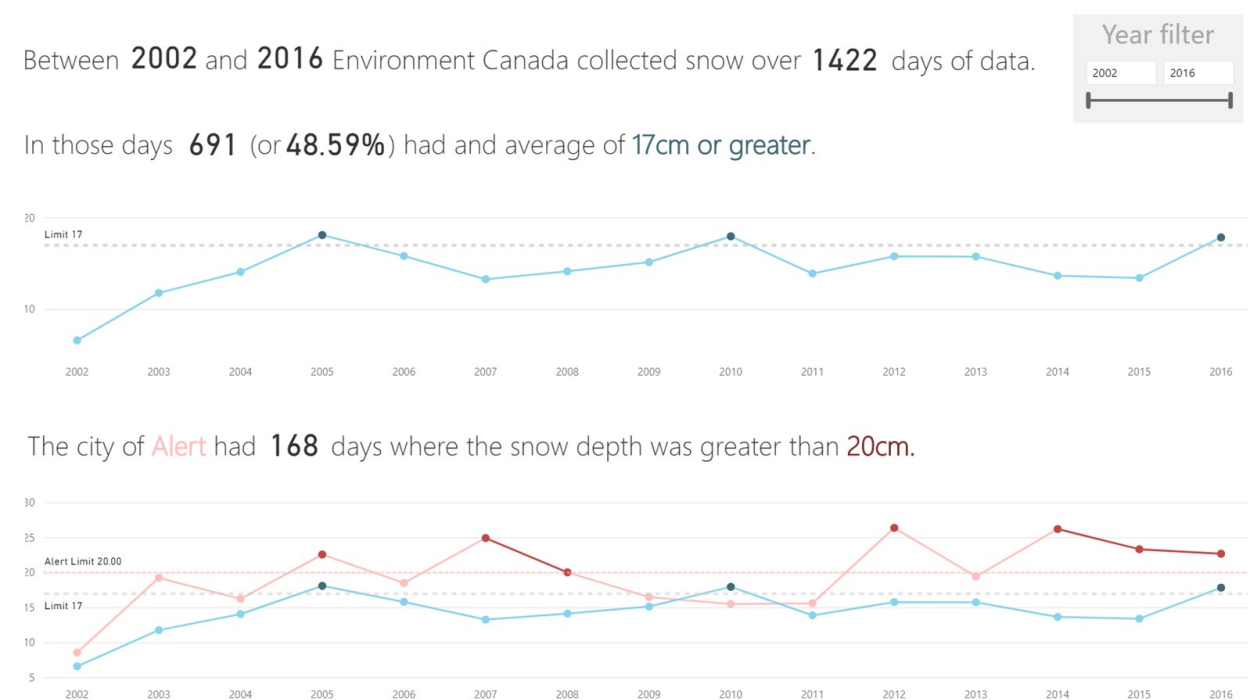 Between 2002 and 2016 Environment Canada collected snow over 1422 days of data.
Year filter
2002 2016
In those days 691 (or 48.59%) had and average of 17cm or greater.
20
Limit 17
10
2002 2003 2004 2005 2006 2007 2008 2009 2010 2011 2012 2013 2014 2015 2016
The city of Alert had 168 days where the snow depth was greater than 20cm.
30
25
Alert Limit 20.00
20
Limit 17
15
10
5
2002 2003 2004 2005 2006 2007 2008 2009 2010 2011 2012 2013 2014 2015 2016